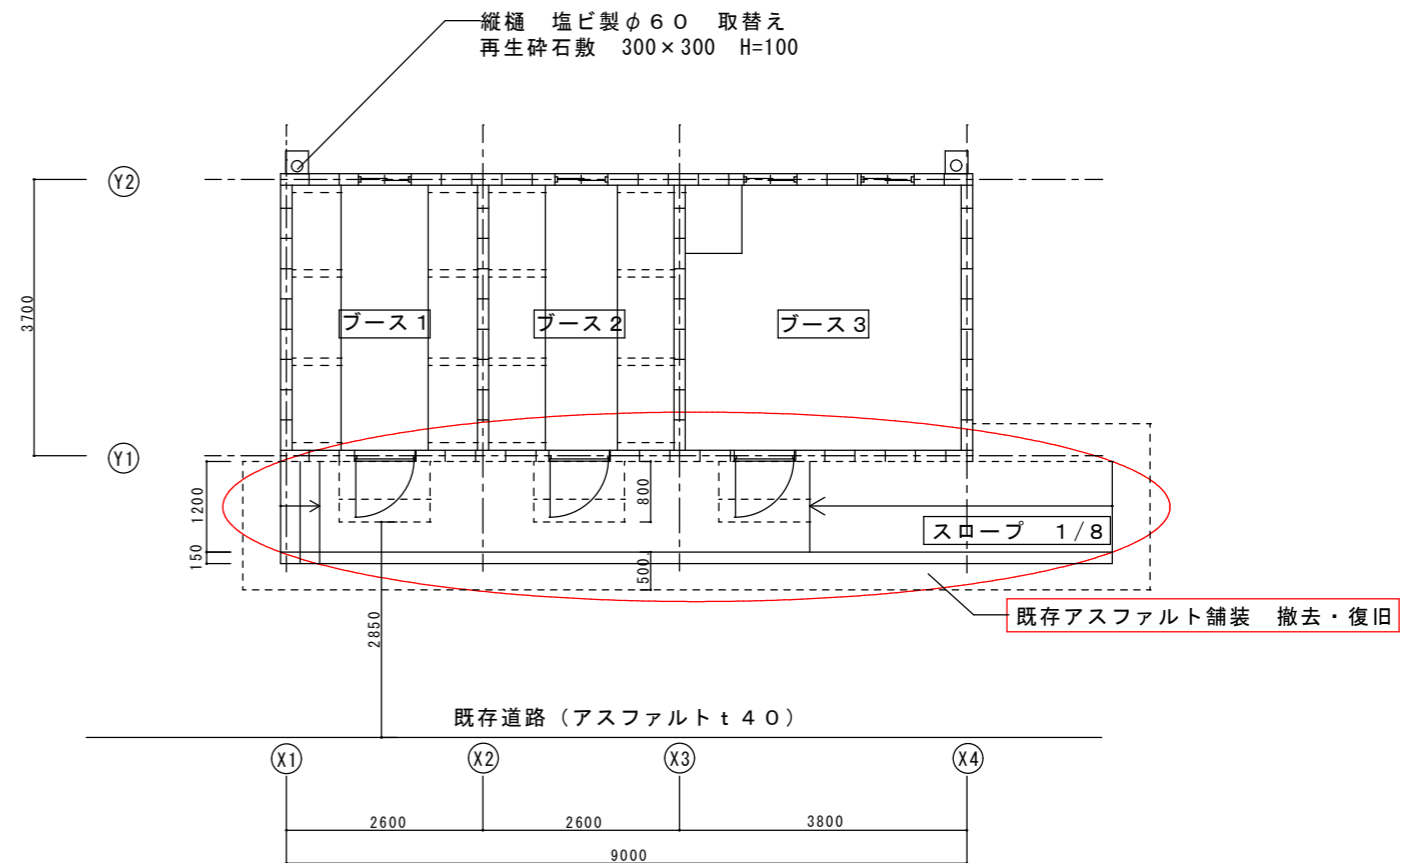 縦樋　塩ビ製φ６０　取替え
再生砕石敷　300×300　H=100
Y2
3700
ブース１
ブース２
ブース３
Y1
1200
800
スロープ　１/８
150
500
既存アスファルト舗装　撤去・復旧
2850
既存道路（アスファルトｔ４０）
X1
X2
X3
X4
2600
2600
3800
9000